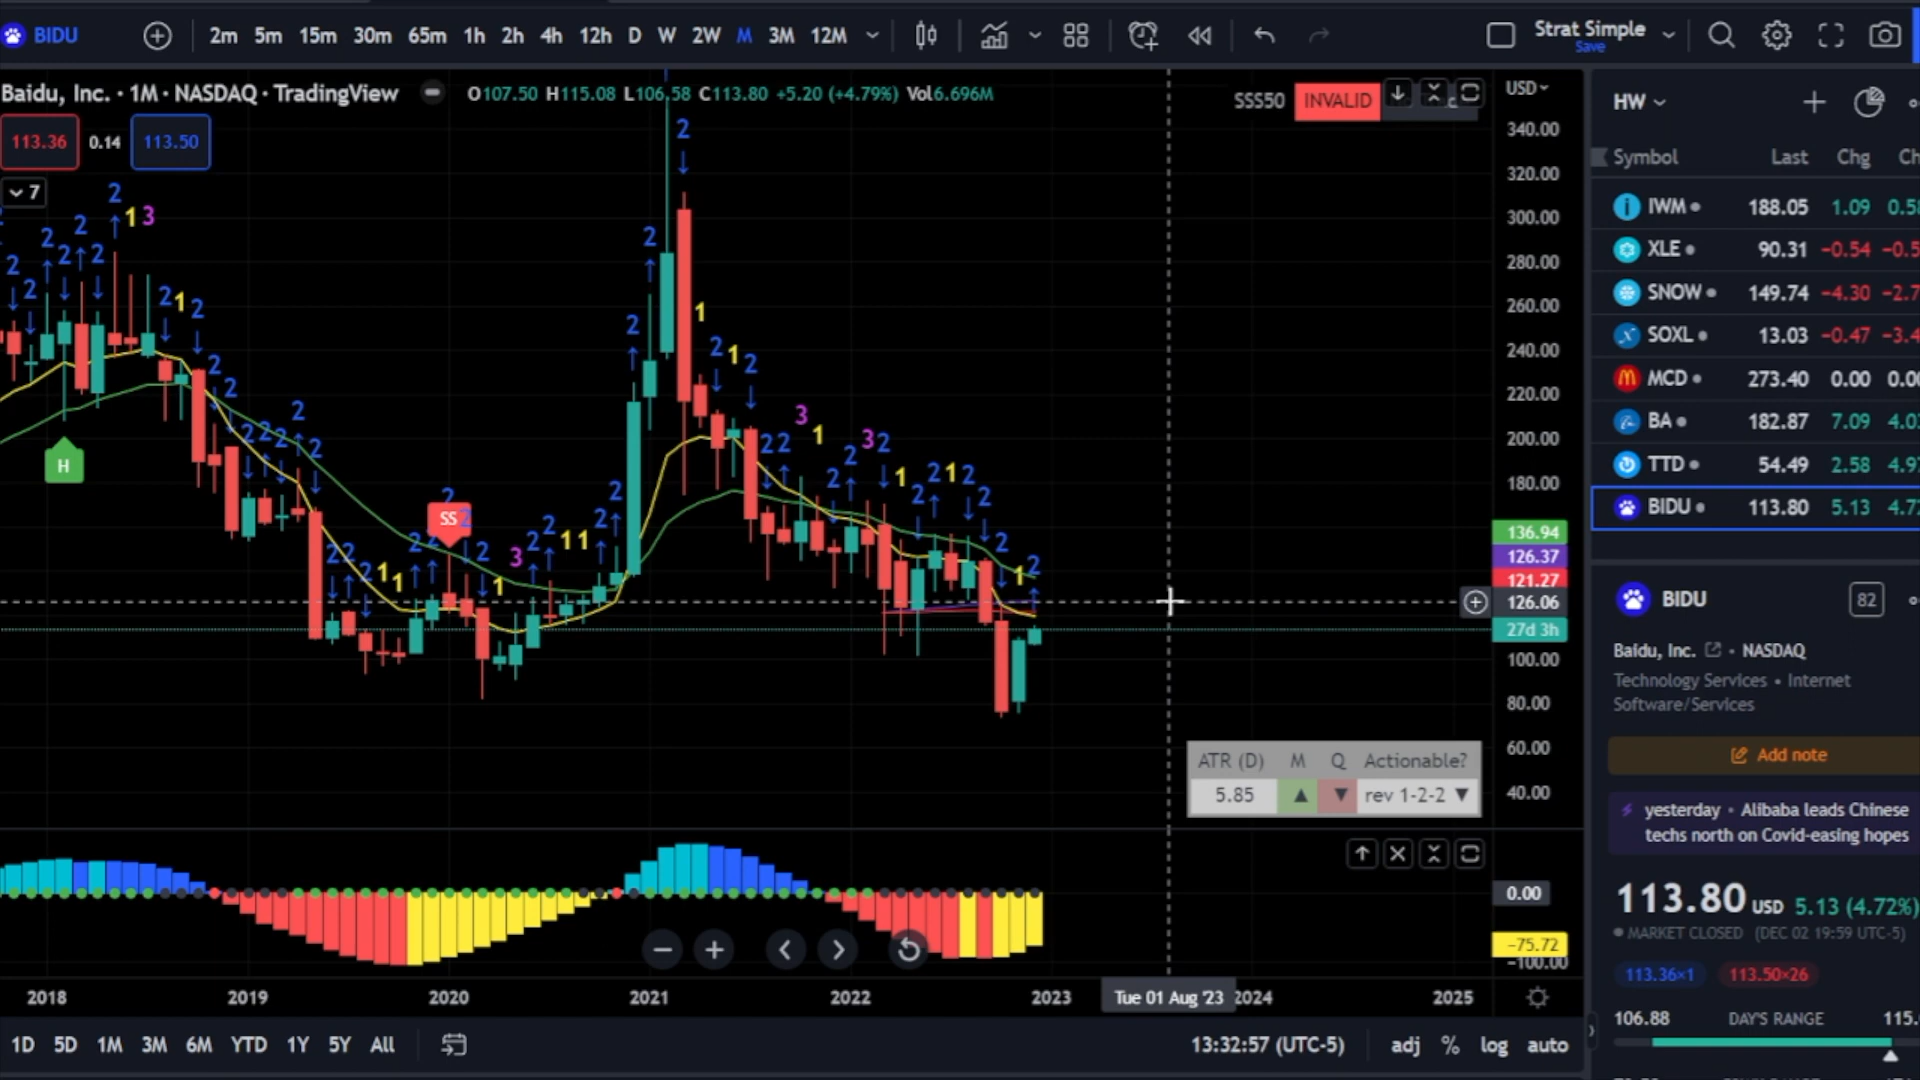 BIDU 2m 5m 15m 30m 65m 1h 2h 4h 12h D W 2W M 3M 12M Strat Simple
Save
Baidu, Inc. · 1M · NASDAQ · TradingView O107.50 H115.08 L106.58 C113.80 +5.20 (+4.79%) Vol6.696M
SSS50 INVALID
USD
113.36 0.14 113.50
7
340.00
320.00
300.00
280.00
260.00
240.00
220.00
200.00
180.00
136.94
126.37
121.27
126.06
27d 3h
100.00
80.00
60.00
40.00
H
SS
ATR (D) M Q Actionable?
5.85 ▲ ▼ rev 1-2-2 ▼
0.00
−75.72
−100.00
2018 2019 2020 2021 2022 2023 Tue 01 Aug '23 2024 2025
1D 5D 1M 3M 6M YTD 1Y 5Y All 13:32:57 (UTC-5) adj % log auto
HW
Symbol Last Chg
IWM 188.05 1.09
XLE 90.31 −0.54
SNOW 149.74 −4.30
SOXL 13.03 −0.47
MCD 273.40 0.00
BA 182.87 7.09
TTD 54.49 2.58
BIDU 113.80 5.13
BIDU 82
Baidu, Inc. • NASDAQ
Technology Services • Internet
Software/Services
Add note
yesterday • Alibaba leads Chinese
techs north on Covid-easing hopes
113.80 USD 5.13 (4.72%)
MARKET CLOSED (DEC 02 19:59 UTC-5)
113.36×1 113.50×26
106.88 DAY'S RANGE 115.